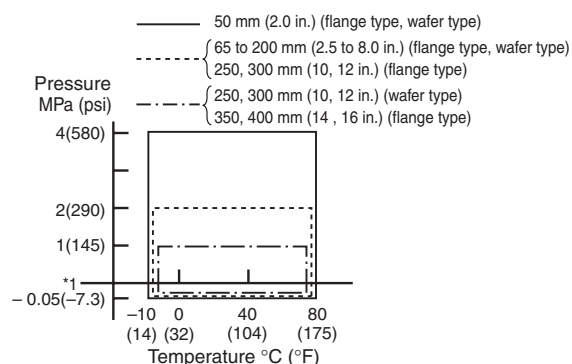 50 mm (2.0 in.) (flange type, wafer type)
65 to 200 mm (2.5 to 8.0 in.) (flange type, wafer type)
250, 300 mm (10, 12 in.) (flange type)
250, 300 mm (10, 12 in.) (wafer type)
350, 400 mm (14 , 16 in.) (flange type)
Pressure
MPa (psi)
4(580)
2(290)
1(145)
*1
– 0.05(–7.3)
–10 0 40 80
(14) (32) (104) (175)
Temperature °C (°F)